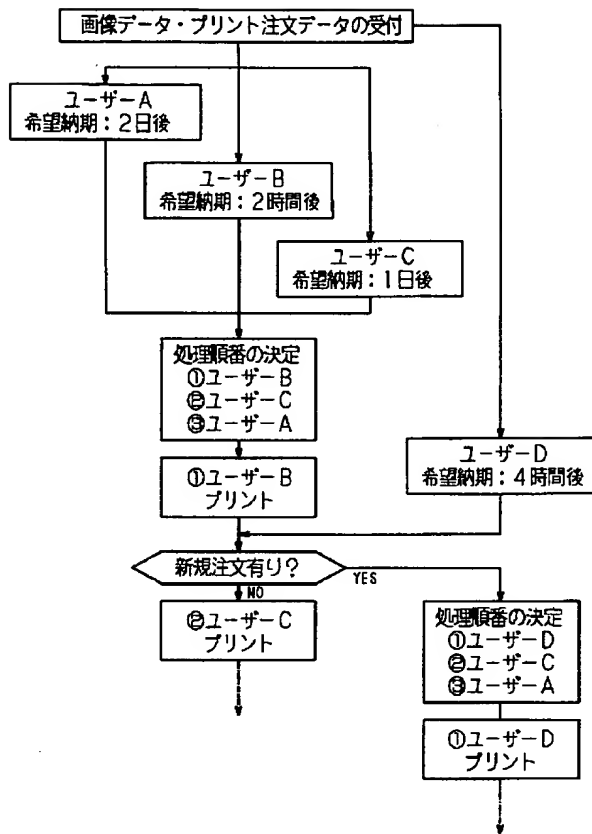 画像データ・プリント注文データの受付
ユーザーA
希望納期：2日後
ユーザーB
希望納期：2時間後
ユーザーC
希望納期：1日後
処理順番の決定
①ユーザーB
②ユーザーC
③ユーザーA
①ユーザーB
プリント
ユーザーD
希望納期：4時間後
新規注文有り？
YES
NO
②ユーザーC
プリント
処理順番の決定
①ユーザーD
②ユーザーC
③ユーザーA
①ユーザーD
プリント